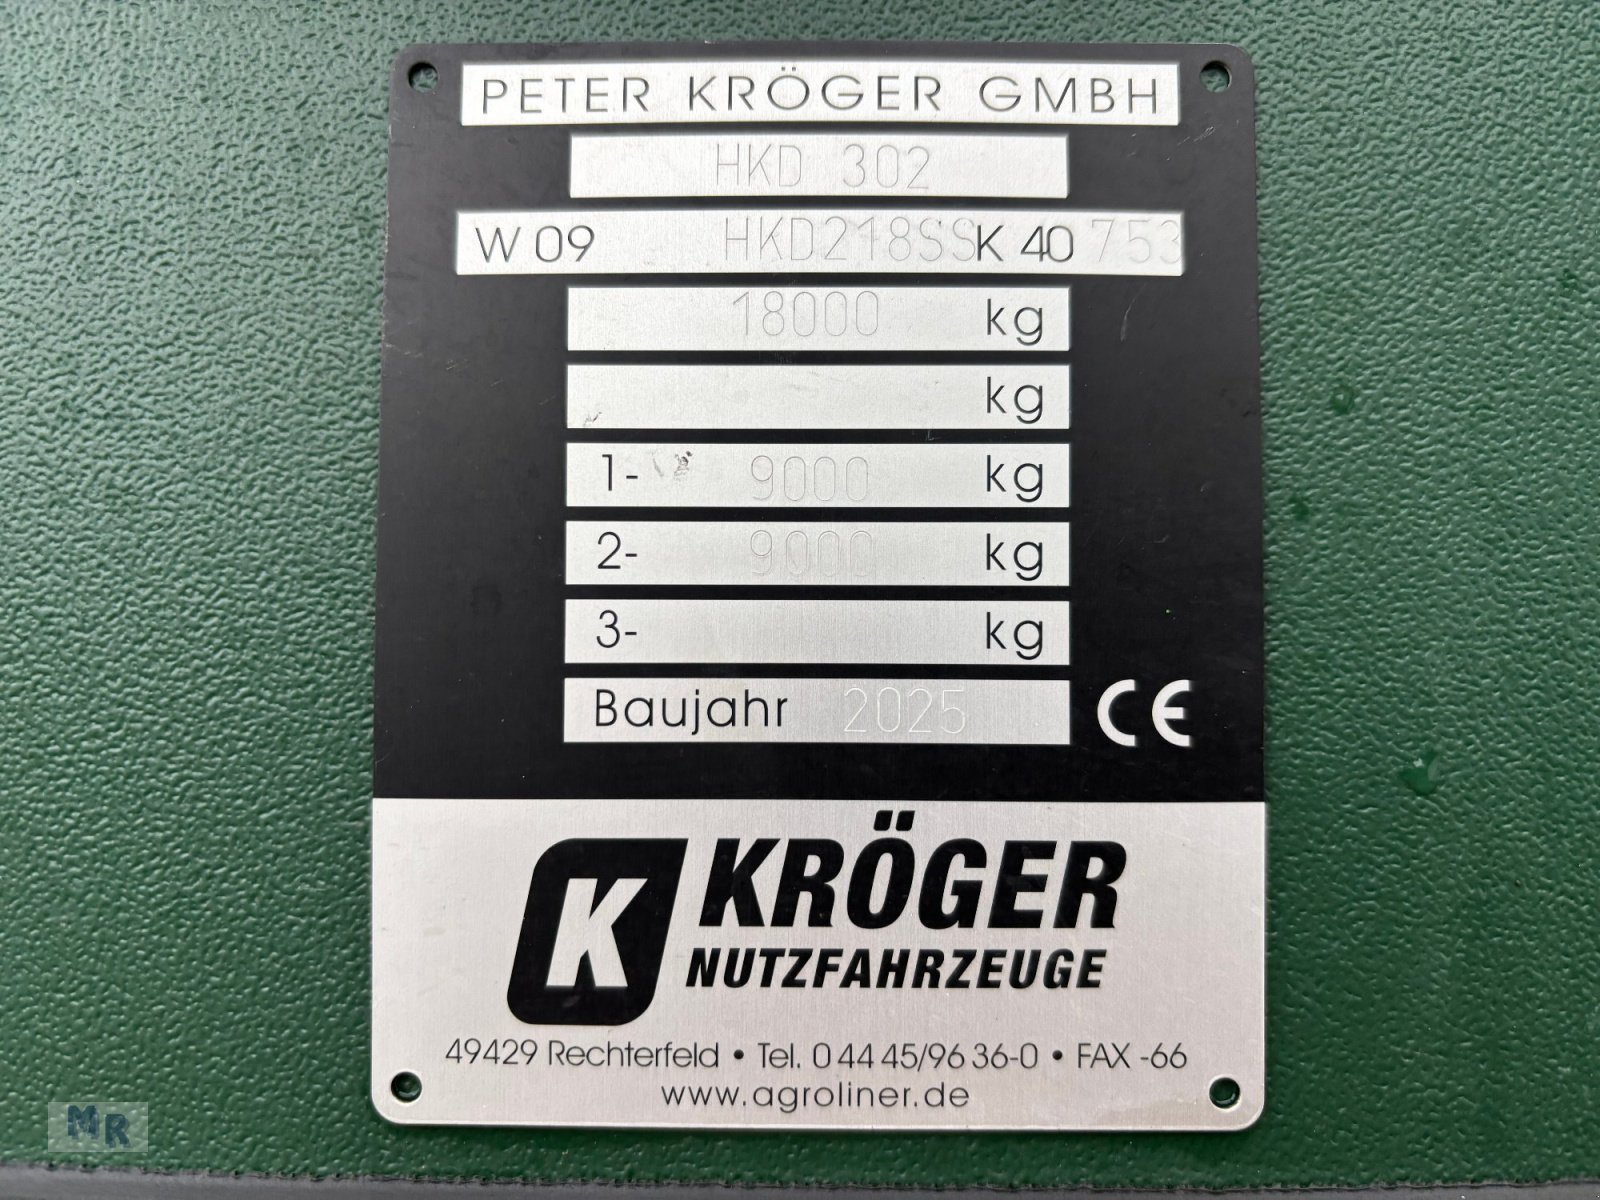 PETER KRÖGER GMBH
HKD 302
W 09 HKD218SSK 40 753
18000 kg
kg
1- 9000 kg
2- 9000 kg
3- kg
Baujahr 2025 CE
K KRÖGER
NUTZFAHRZEUGE
49429 Rechterfeld • Tel. 0 44 45/96 36-0 • FAX -66
www.agroliner.de
MR